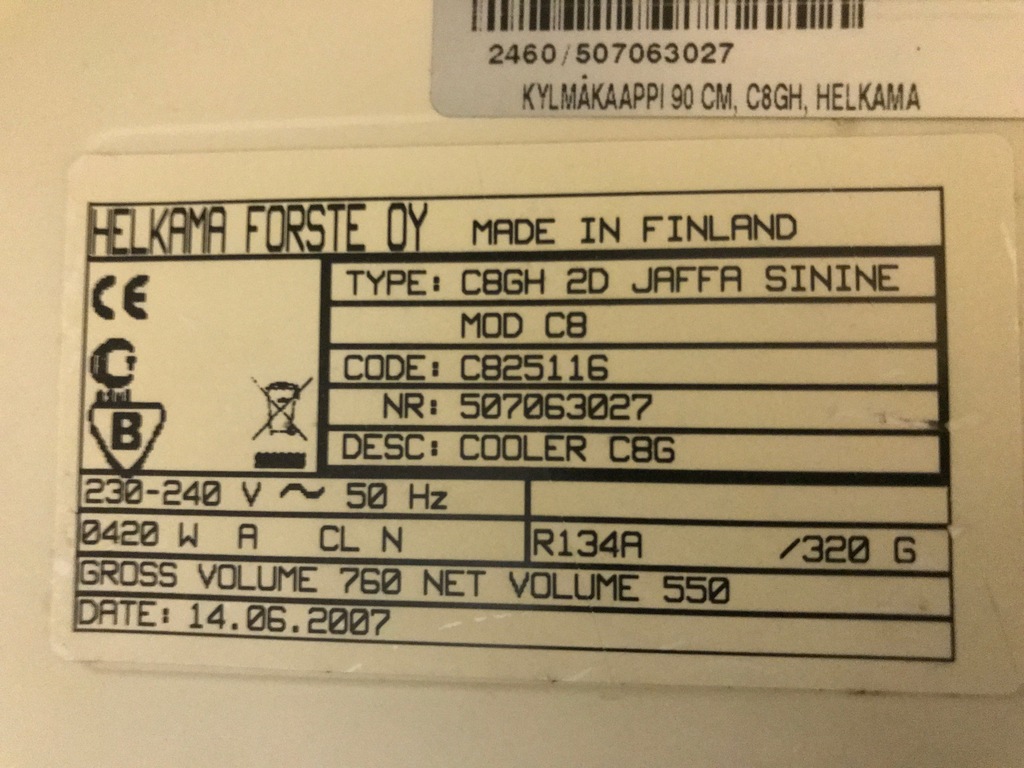 2460/507063027
KYLMÄKAAPPI 90 CM, C8GH, HELKAMA
HELKAMA FORSTE OY MADE IN FINLAND
CE
TYPE: C8GH 2D JAFFA SININE
MOD C8
CODE: C825116
NR: 507063027
B
DESC: COOLER C8G
230-240 V ~ 50 Hz
0420 W A CL N R134A /320 G
GROSS VOLUME 760 NET VOLUME 550
DATE: 14.06.2007